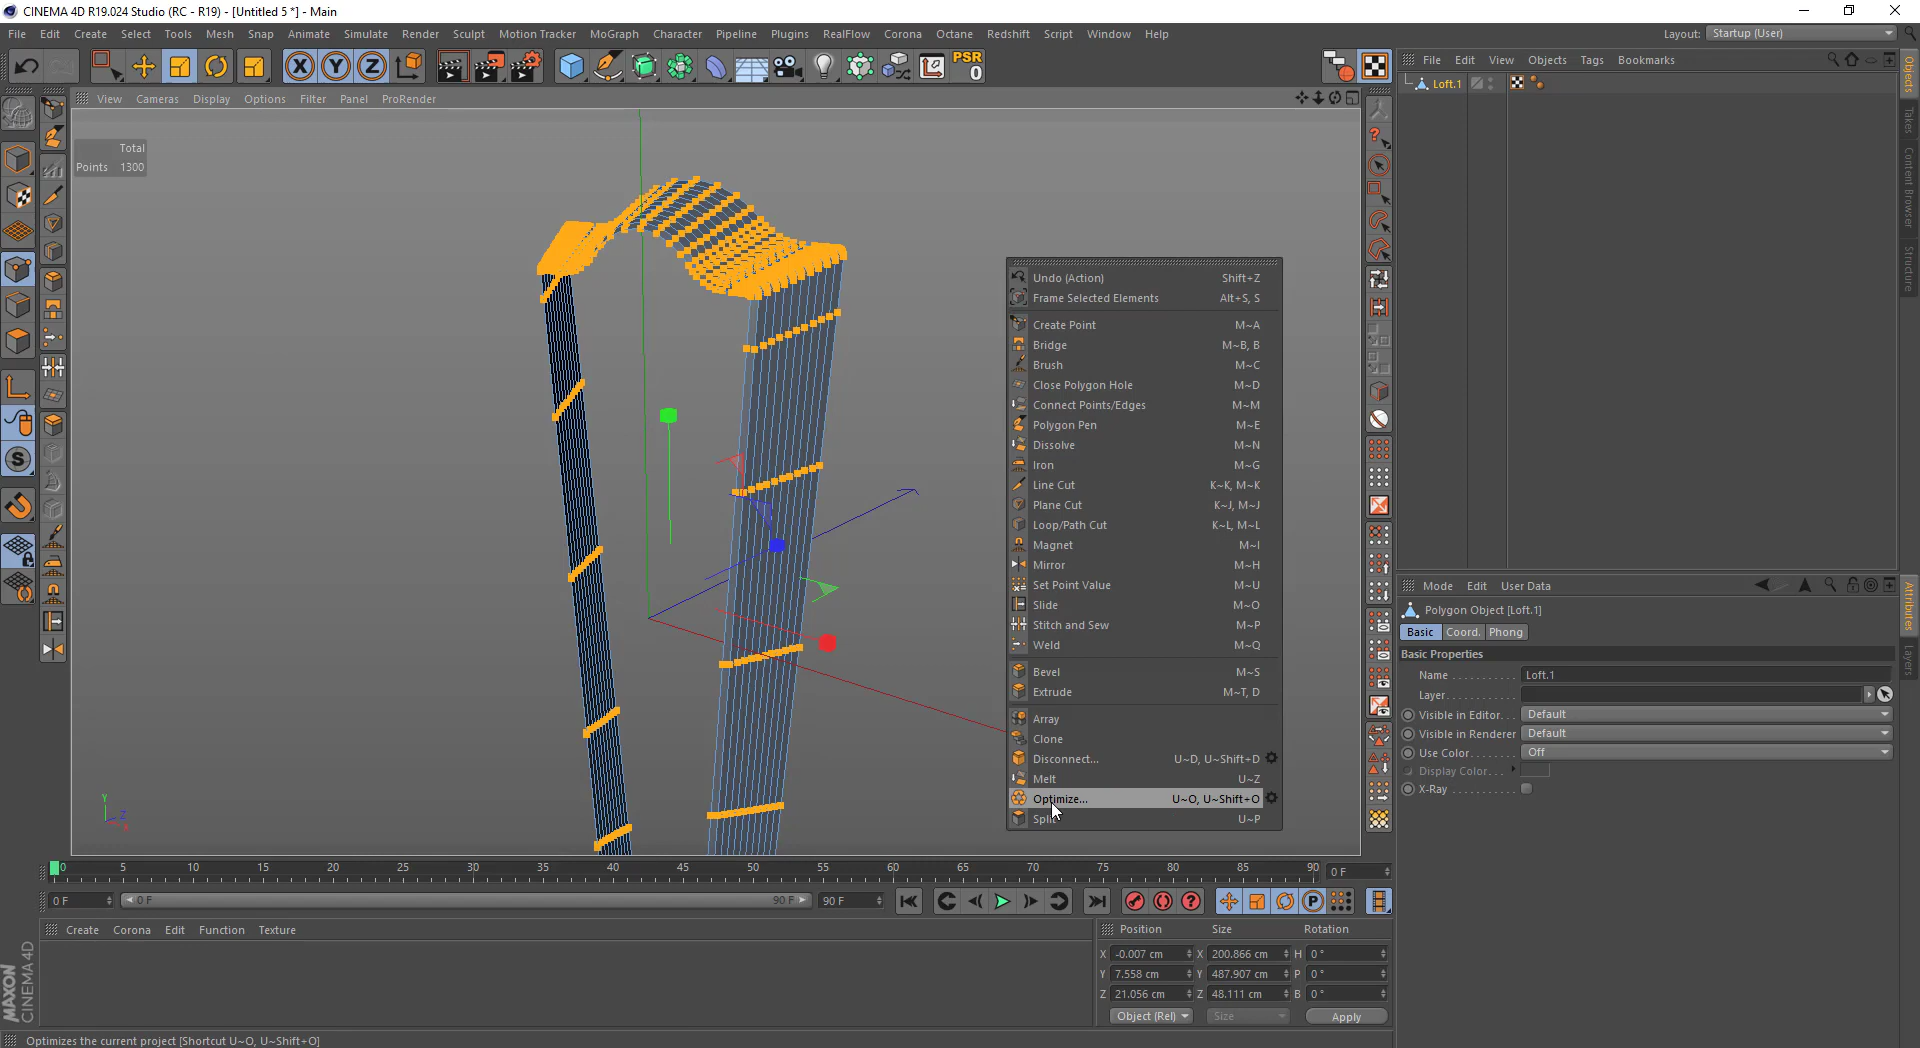 CINEMA 4D R19.024 Studio (RC - R19) - [Untitled 5 *] - Main
File Edit Create Select Tools Mesh Snap Animate Simulate Render Sculpt Motion Tracker MoGraph Character Pipeline Plugins RealFlow Corona Octane Redshift Script Window Help Layout: Startup (User)
X Y Z PSR 0
File Edit View Objects Tags Bookmarks
View Cameras Display Options Filter Panel ProRender
Loft.1
Total
Points 1300
Undo (Action) Shift+Z
Frame Selected Elements Alt+S, S
Create Point M~A
Bridge M~B, B
Brush M~C
Close Polygon Hole M~D
Connect Points/Edges M~M
Polygon Pen M~E
Dissolve M~N
Iron M~G
Line Cut K~K, M~K
Plane Cut K~J, M~J
Loop/Path Cut K~L, M~L
Magnet M~I
Mirror M~H
Set Point Value M~U
Slide M~O
Stitch and Sew M~P
Weld M~Q
Bevel M~S
Extrude M~T, D
Array
Clone
Disconnect... U~D, U~Shift+D
Melt U~Z
Optimize... U~O, U~Shift+O
Split U~P
Y Z X
Objects
Takes
Content Browser
Structure
Mode Edit User Data
Polygon Object [Loft.1]
Basic Coord. Phong
Basic Properties
Name . . . . . . . . . . . Loft.1
Layer. . . . . . . . . . .
Visible in Editor. . . Default
Visible in Renderer Default
Use Color. . . . . . . Off
Display Color. . .
X-Ray . . . . . . . . . .
Attributes
Layers
0 5 10 15 20 25 30 35 40 45 50 55 60 65 70 75 80 85 90 0 F
0 F 0 F 90 F 90 F
Create Corona Edit Function Texture
Position Size Rotation
X -0.007 cm X 200.866 cm H 0 °
Y 7.558 cm Y 487.907 cm P 0 °
Z 21.056 cm Z 48.111 cm B 0 °
Object (Rel) Size Apply
MAXON
CINEMA 4D
Optimizes the current project [Shortcut U~O, U~Shift+O]